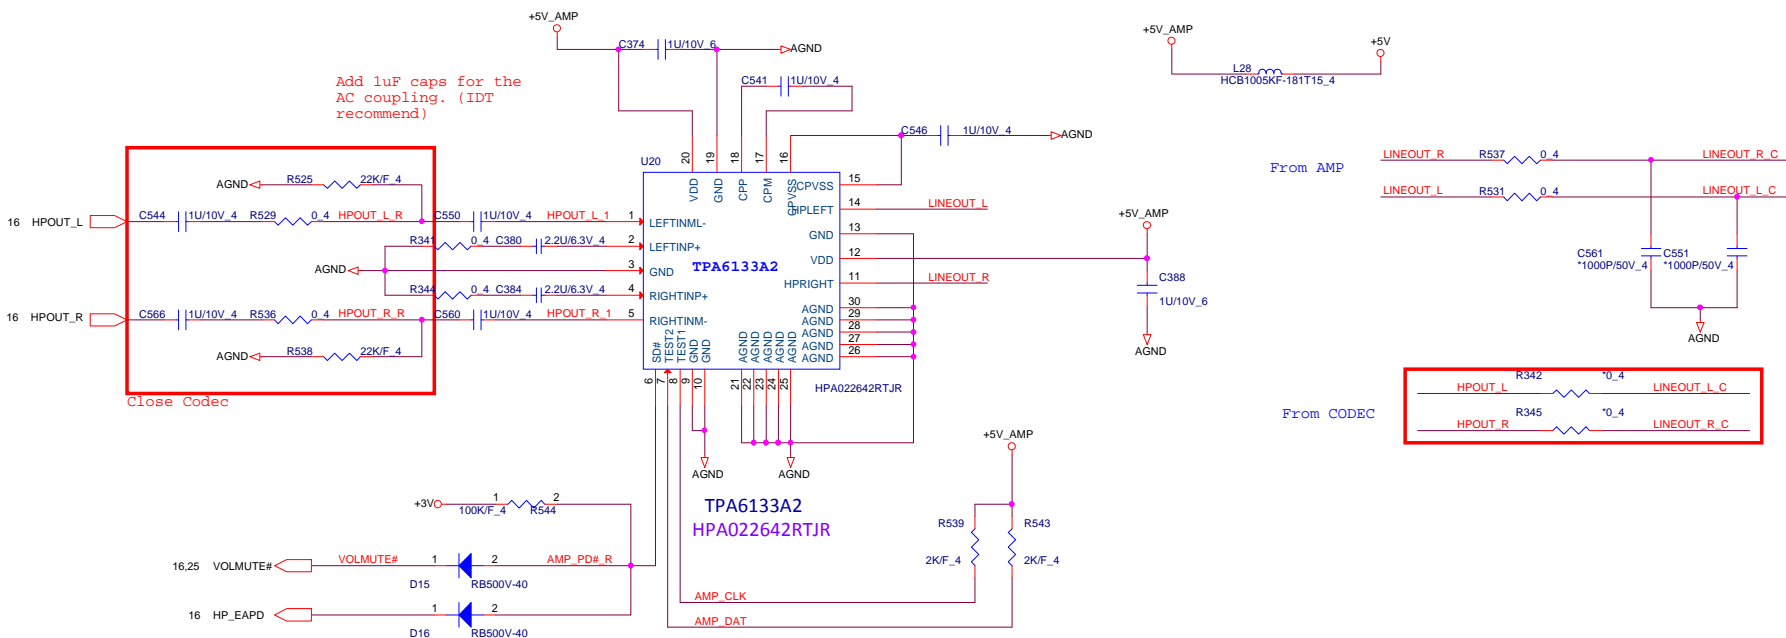 +5V_AMP
C374 1U/10V_6
AGND
Add 1uF caps for the
AC coupling. (IDT
recommend)
C541 1U/10V_4
C546 1U/10V_4
AGND
+5V_AMP
+5V
L28
HCB1005KF-181T15_4
From AMP
LINEOUT_R R537 0_4 LINEOUT_R_C
LINEOUT_L R531 0_4 LINEOUT_L_C
C561 C551
*1000P/50V_4 *1000P/50V_4
AGND
U20
20 19 18 17 16
VDD GND CPP CPM CPVSS
CPVSS 15
HPLEFT 14 LINEOUT_L
GND 13
VDD 12
HPRIGHT 11 LINEOUT_R
AGND 30
AGND 29
AGND 28
AGND 27
AGND 26
+5V_AMP
C388
1U/10V_6
AGND
AGND R525 22K/F_4
16 HPOUT_L C544 1U/10V_4 R529 0_4 HPOUT_L_R C550 1U/10V_4 HPOUT_L_1 1 LEFTINML-
R341 0_4 C380 2.2U/6.3V_4 2 LEFTINP+
AGND 3 GND
TPA6133A2
R344 0_4 C384 2.2U/6.3V_4 4 RIGHTINP+
16 HPOUT_R C566 1U/10V_4 R536 0_4 HPOUT_R_R C560 1U/10V_4 HPOUT_R_1 5 RIGHTINM-
AGND R538 22K/F_4
Close Codec
SD# TEST2 TEST1 GND GND AGND AGND AGND AGND AGND
6 7 8 9 10 21 22 23 24 25
HPA022642RTJR
AGND AGND
TPA6133A2
HPA022642RTJR
From CODEC
HPOUT_L R342 *0_4 LINEOUT_L_C
HPOUT_R R345 *0_4 LINEOUT_R_C
+5V_AMP
R539 R543
2K/F_4 2K/F_4
AMP_CLK
AMP_DAT
+3V 1 2
100K/F_4 R544
16,25 VOLMUTE# VOLMUTE# 1 2 AMP_PD#_R
D15 RB500V-40
16 HP_EAPD 1 2
D16 RB500V-40